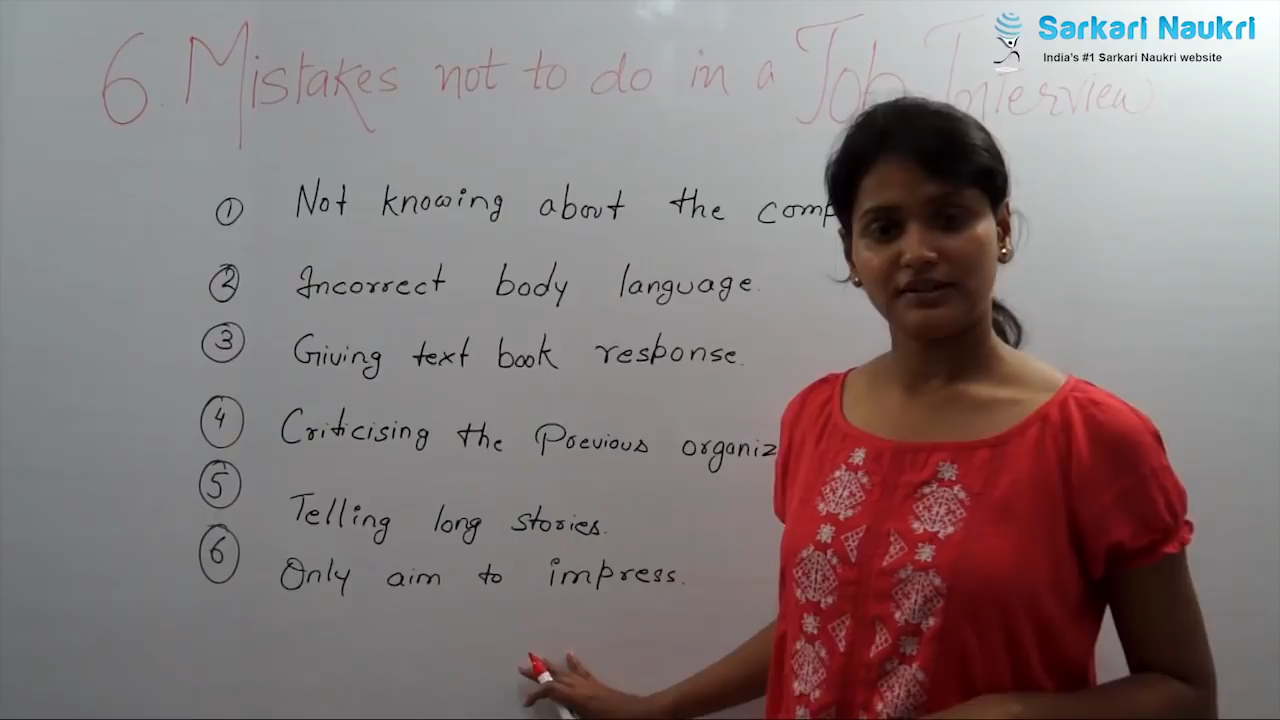 Sarkari Naukri
India's #1 Sarkari Naukri website
6. Mistakes not to do in a Job Interview
1 Not knowing about the comp
2 Incorrect body language.
3 Giving text book response.
4 Criticising the Previous organiz
5 Telling long stories.
6 Only aim to impress.